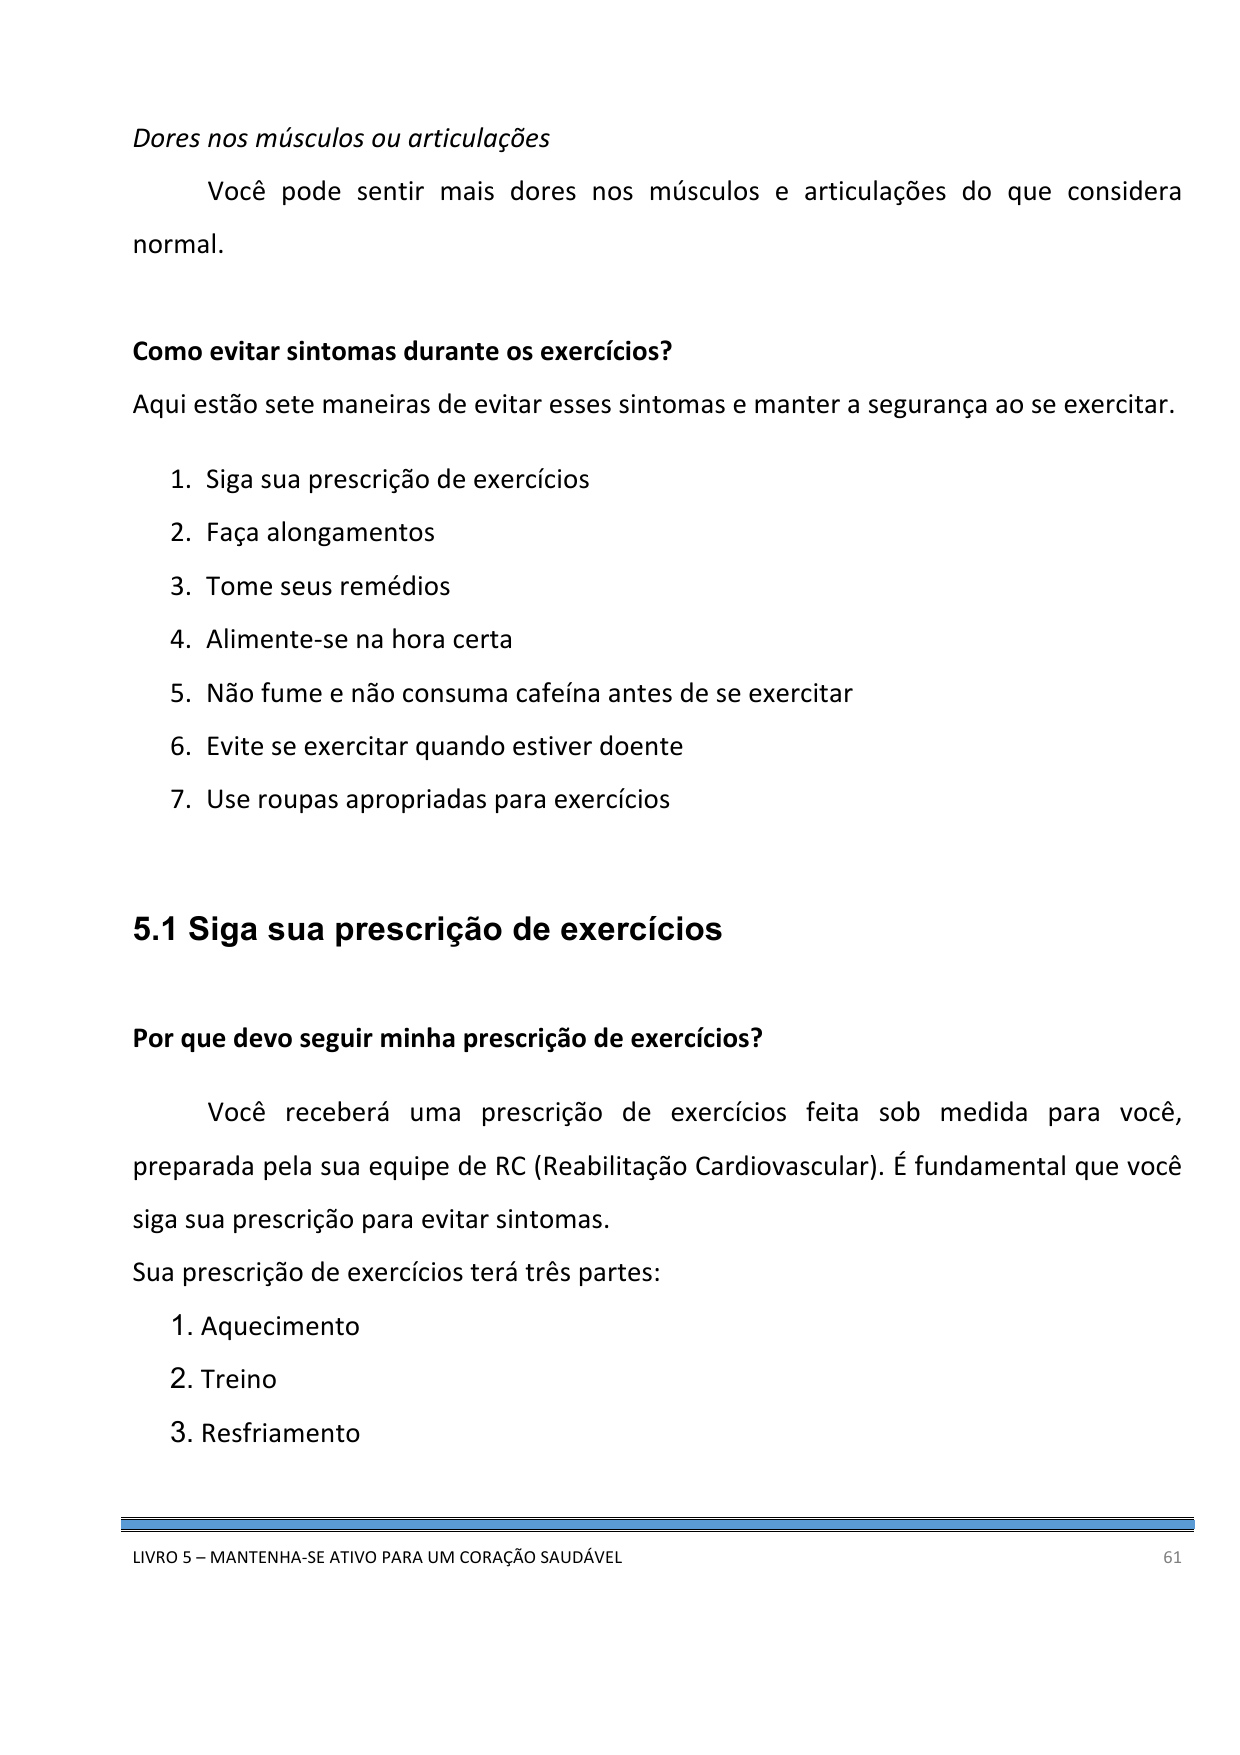 Dores nos músculos ou articulações
Você pode sentir mais dores nos músculos e articulações do que considera
normal.
Como evitar sintomas durante os exercícios?
Aqui estão sete maneiras de evitar esses sintomas e manter a segurança ao se exercitar.
1. Siga sua prescrição de exercícios
2. Faça alongamentos
3. Tome seus remédios
4. Alimente-se na hora certa
5. Não fume e não consuma cafeína antes de se exercitar
6. Evite se exercitar quando estiver doente
7. Use roupas apropriadas para exercícios
5.1 Siga sua prescrição de exercícios
Por que devo seguir minha prescrição de exercícios?
Você receberá uma prescrição de exercícios feita sob medida para você,
preparada pela sua equipe de RC (Reabilitação Cardiovascular). É fundamental que você
siga sua prescrição para evitar sintomas.
Sua prescrição de exercícios terá três partes:
1. Aquecimento
2. Treino
3. Resfriamento
LIVRO 5 – MANTENHA-SE ATIVO PARA UM CORAÇÃO SAUDÁVEL 61